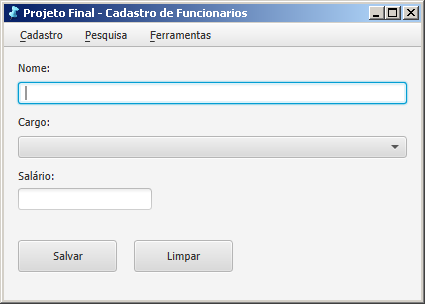 Projeto Final - Cadastro de Funcionarios
Cadastro Pesquisa Ferramentas
Nome:
Cargo:
Salário:
Salvar Limpar